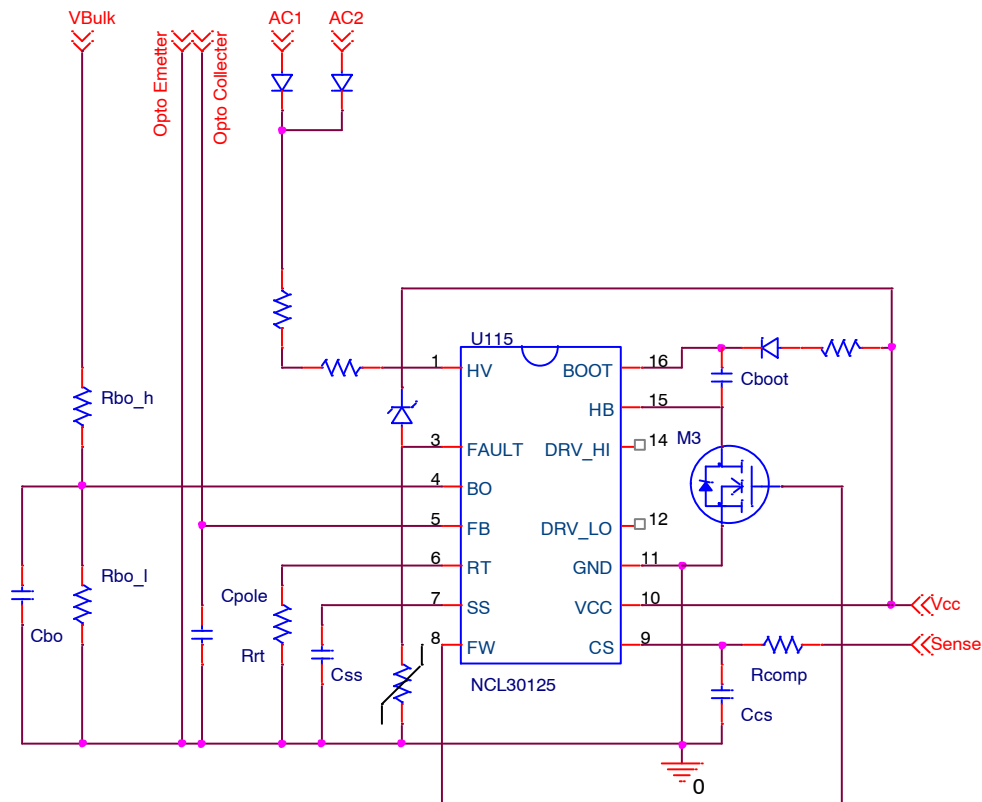 VBulk
AC1
AC2
Opto Emetter
Opto Collecter
U115
1
HV
BOOT
16
Cboot
Rbo_h
HB
15
3
FAULT
DRV_HI
14
M3
4
BO
5
FB
DRV_LO
12
6
RT
GND
11
Rbo_l
Cpole
7
SS
VCC
10
Vcc
Cbo
Rrt
Css
8
FW
CS
9
Sense
NCL30125
Rcomp
Ccs
0